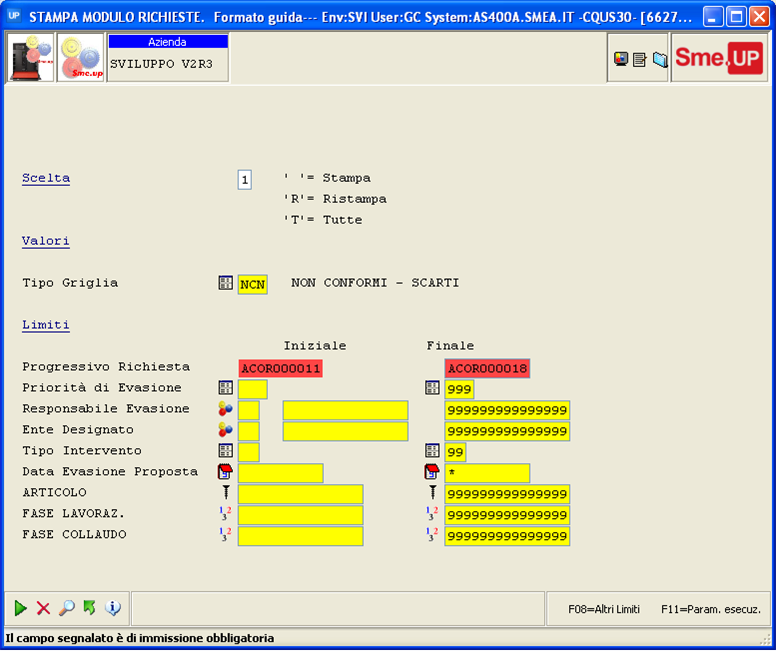 UP STAMPA MODULO RICHIESTE. Formato guida--- Env:SVI User:GC System:AS400A.SMEA.IT -CQUS30- [6627...
Azienda
SVILUPPO V2R3
Sme.up
Sme.UP
Scelta 1 ' '= Stampa
'R'= Ristampa
'T'= Tutte
Valori
Tipo Griglia NCN NON CONFORMI - SCARTI
Limiti
Iniziale Finale
Progressivo Richiesta ACOR000011 ACOR000018
Priorità di Evasione 999
Responsabile Evasione 999999999999999
Ente Designato 999999999999999
Tipo Intervento 99
Data Evasione Proposta *
ARTICOLO 999999999999999
FASE LAVORAZ. 999999999999999
FASE COLLAUDO 999999999999999
F08=Altri Limiti F11=Param. esecuz.
Il campo segnalato è di immissione obbligatoria